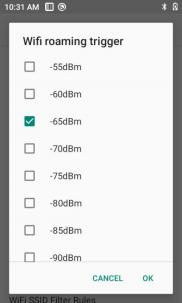 10:31 AM
Wifi roaming trigger
-55dBm
-60dBm
-65dBm
-70dBm
-75dBm
-80dBm
-85dBm
-90dBm
CANCEL OK
WiFi SSID Filter Rules